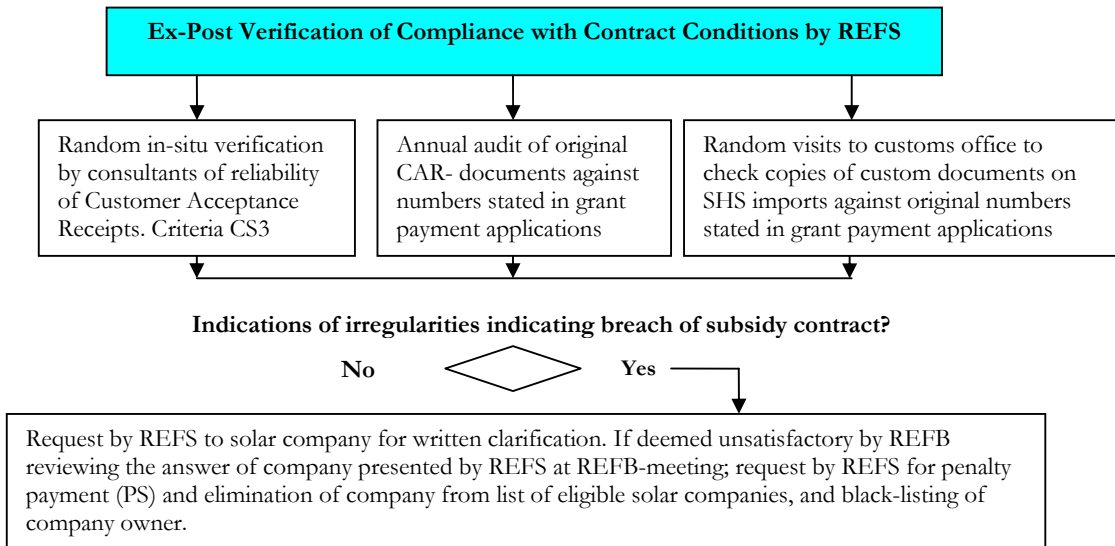 Ex-Post Verification of Compliance with Contract Conditions by REFS
Random in-situ verification
by consultants of reliability
of Customer Acceptance
Receipts. Criteria CS3
Annual audit of original
CAR- documents against
numbers stated in grant
payment applications
Random visits to customs office to
check copies of custom documents on
SHS imports against original numbers
stated in grant payment applications
Indications of irregularities indicating breach of subsidy contract?
No
Yes
Request by REFS to solar company for written clarification. If deemed unsatisfactory by REFB
reviewing the answer of company presented by REFS at REFB-meeting; request by REFS for penalty
payment (PS) and elimination of company from list of eligible solar companies, and black-listing of
company owner.